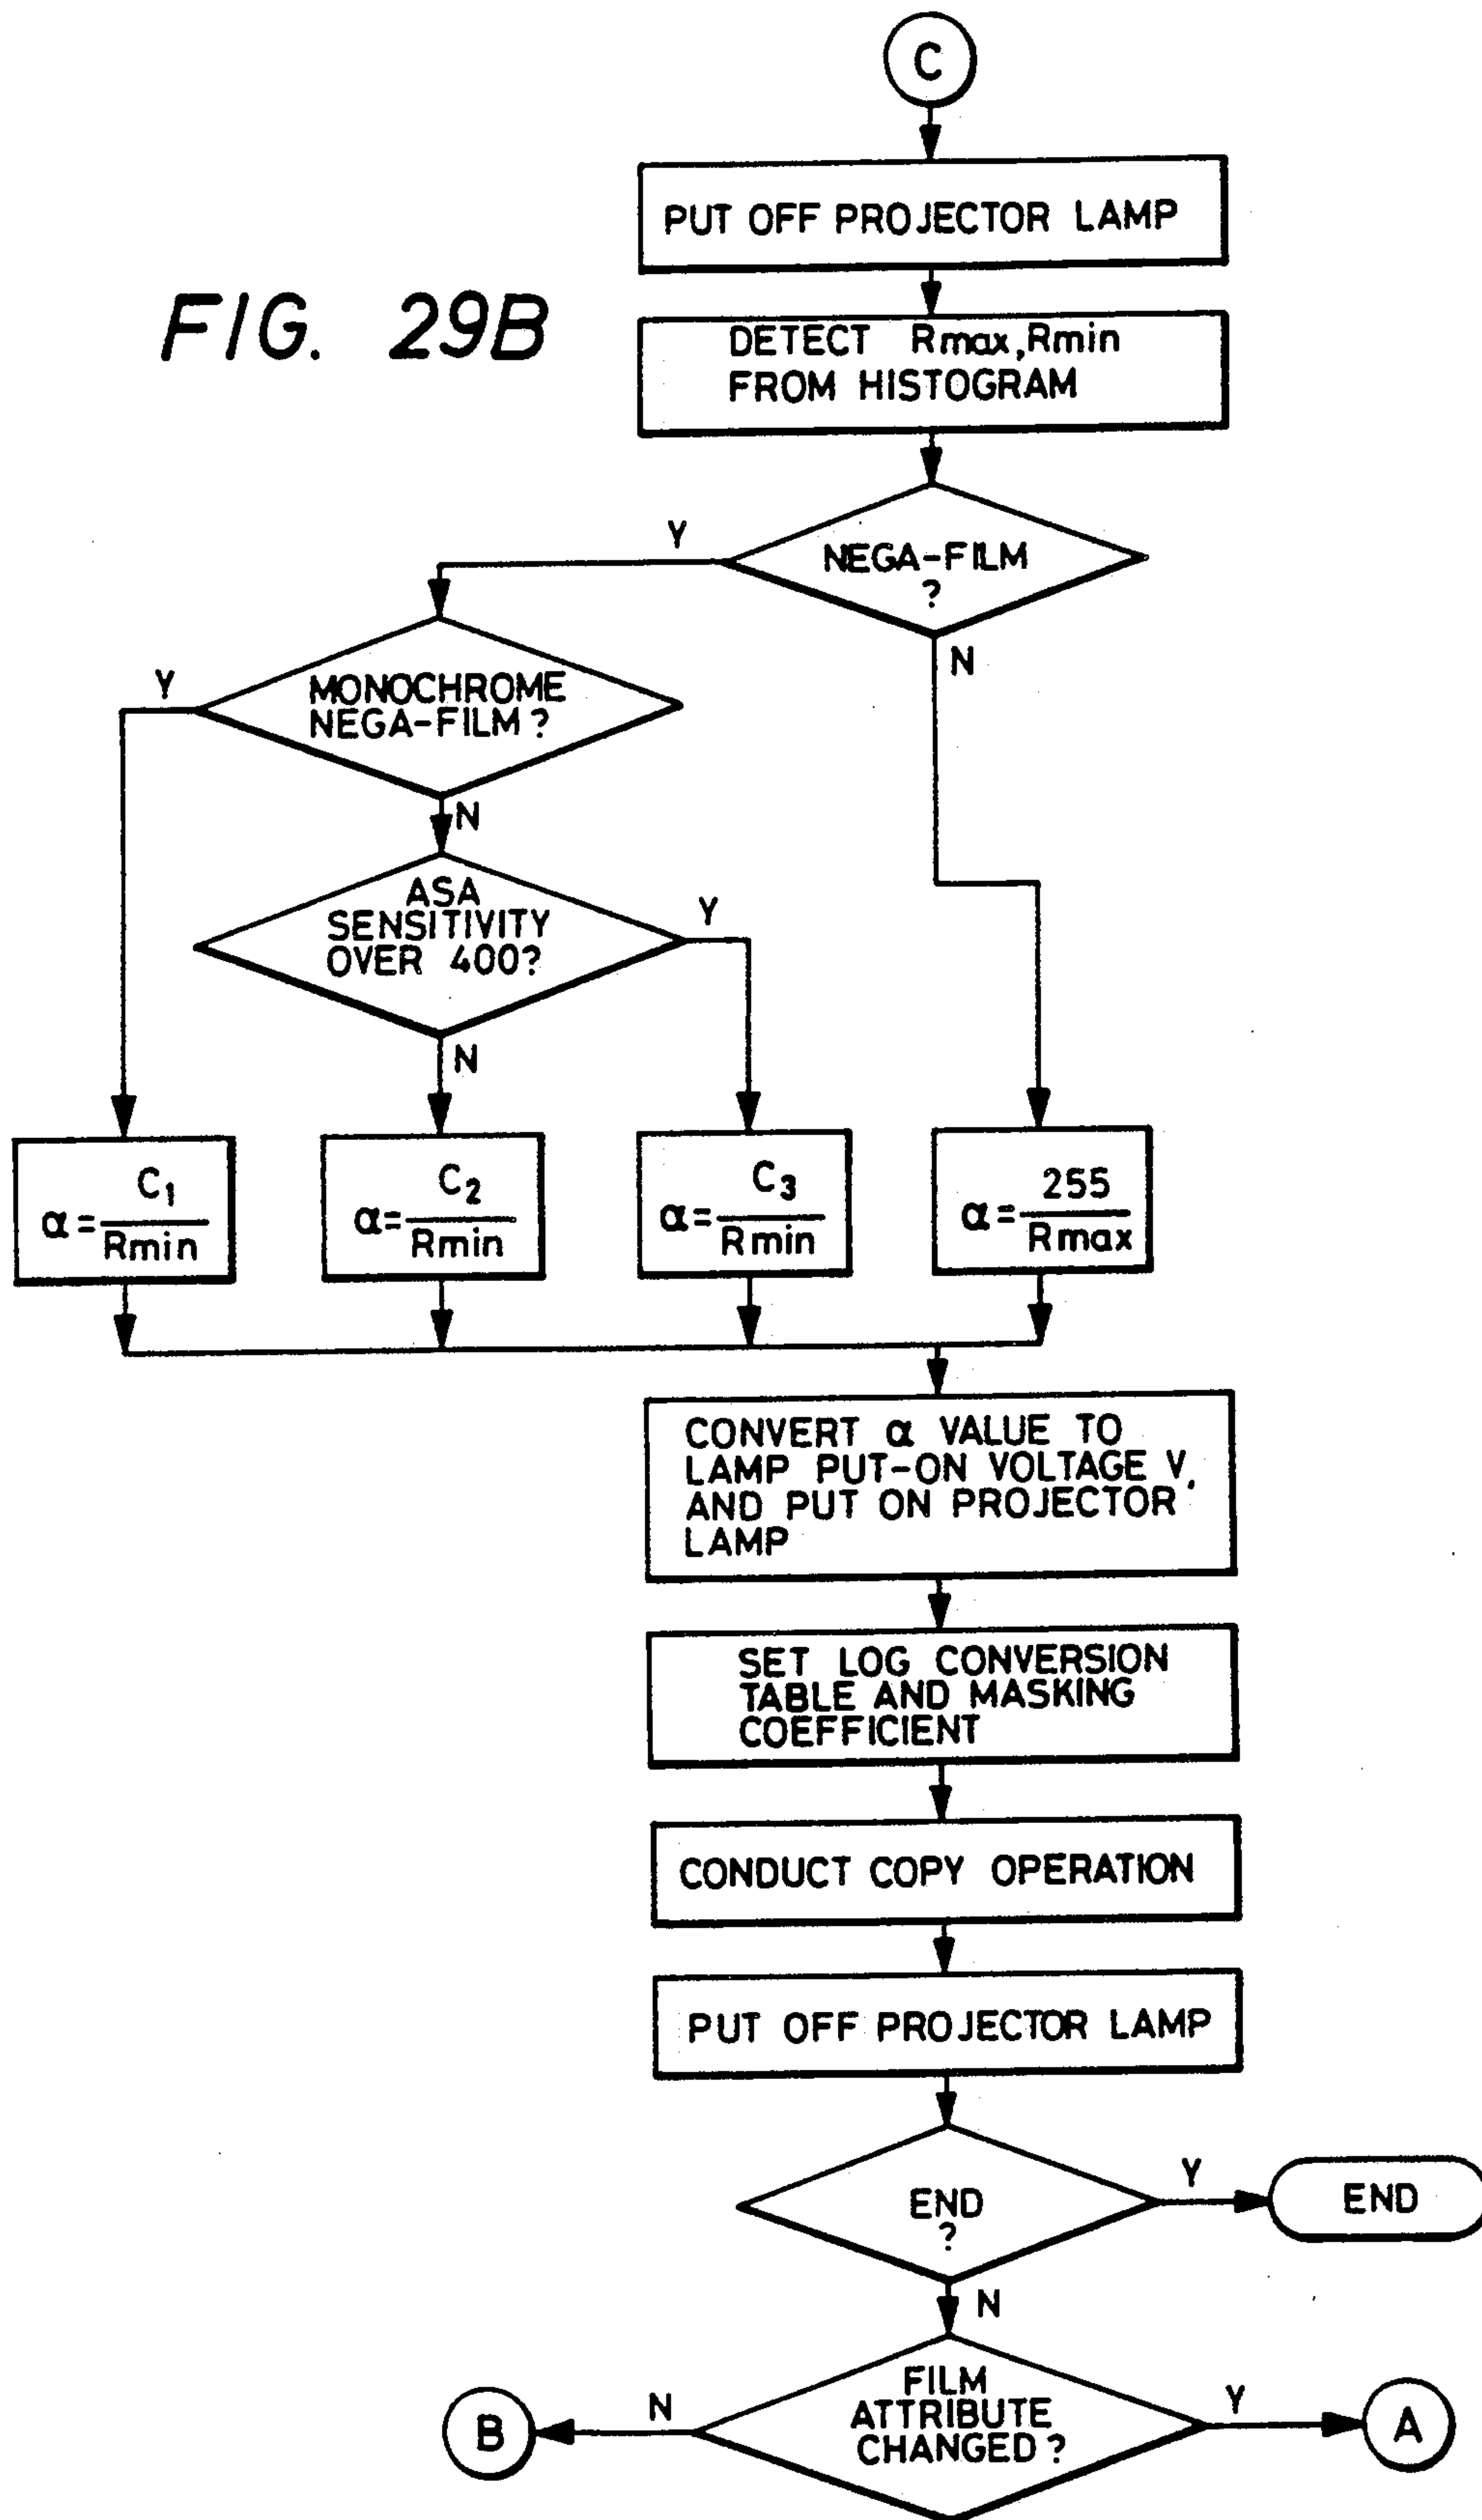 C
PUT OFF PROJECTOR LAMP
FIG. 29B
DETECT Rmax,Rmin
FROM HISTOGRAM
NEGA-FILM
?
Y
N
MONOCHROME
NEGA-FILM?
Y
N
ASA
SENSITIVITY
OVER 400?
Y
N
α=C1/Rmin
α=C2/Rmin
α=C3/Rmin
α=255/Rmax
CONVERT α VALUE TO
LAMP PUT-ON VOLTAGE V,
AND PUT ON PROJECTOR
LAMP
SET LOG CONVERSION
TABLE AND MASKING
COEFFICIENT
CONDUCT COPY OPERATION
PUT OFF PROJECTOR LAMP
END
?
Y
END
N
FILM
ATTRIBUTE
CHANGED?
N
B
Y
A